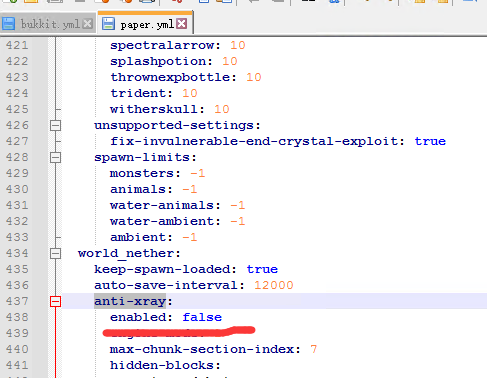 bukkit.yml paper.yml
421 spectralarrow: 10
422 splashpotion: 10
423 thrownexpbottle: 10
424 trident: 10
425 witherskull: 10
426 unsupported-settings:
427 fix-invulnerable-end-crystal-exploit: true
428 spawn-limits:
429 monsters: -1
430 animals: -1
431 water-animals: -1
432 water-ambient: -1
433 ambient: -1
434 world_nether:
435 keep-spawn-loaded: true
436 auto-save-interval: 12000
437 anti-xray:
438 enabled: false
439
440 max-chunk-section-index: 7
441 hidden-blocks: